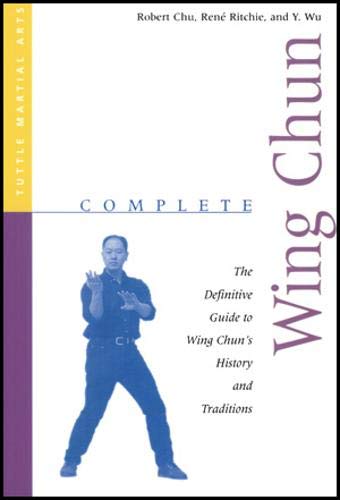 Robert Chu, René Ritchie, and Y. Wu
TUTTLE MARTIAL ARTS
COMPLETE
Wing Chun
The
Definitive
Guide to
Wing Chun's
History
and
Traditions